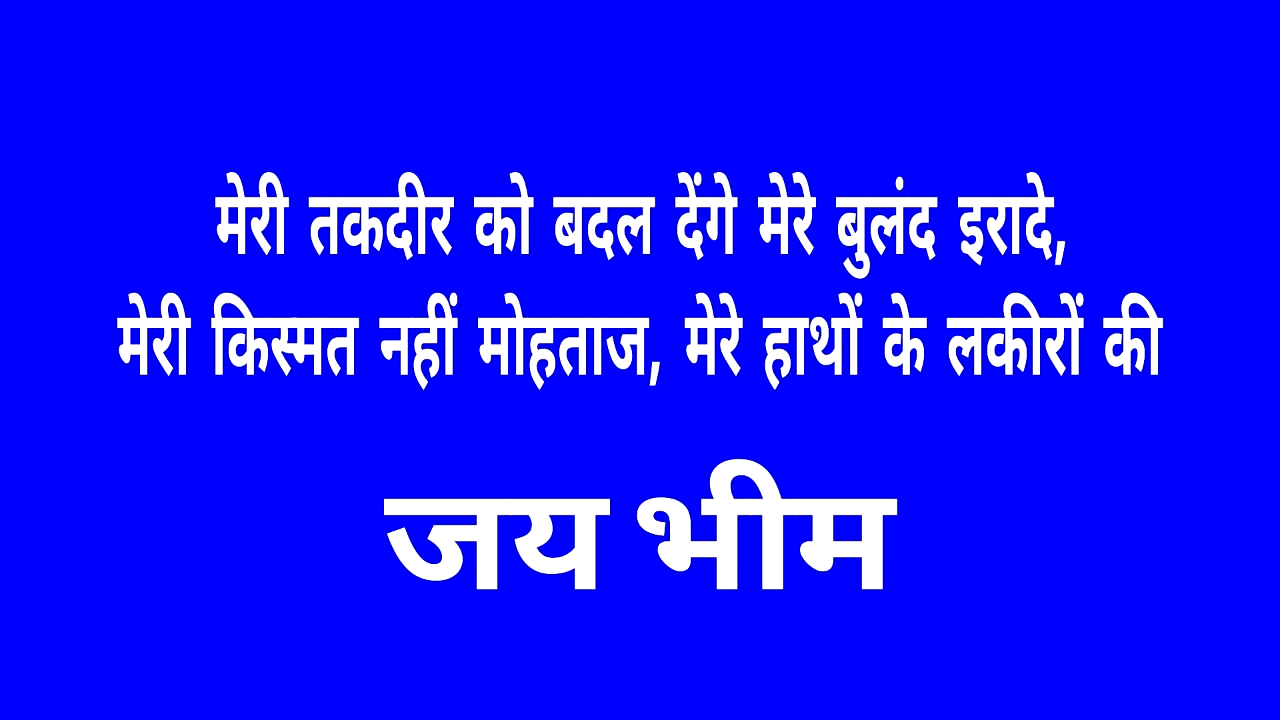 मेरी तकदीर को बदल देंगे मेरे बुलंद इरादे,
मेरी किस्मत नहीं मोहताज, मेरे हाथों के लकीरों की
जय भीम